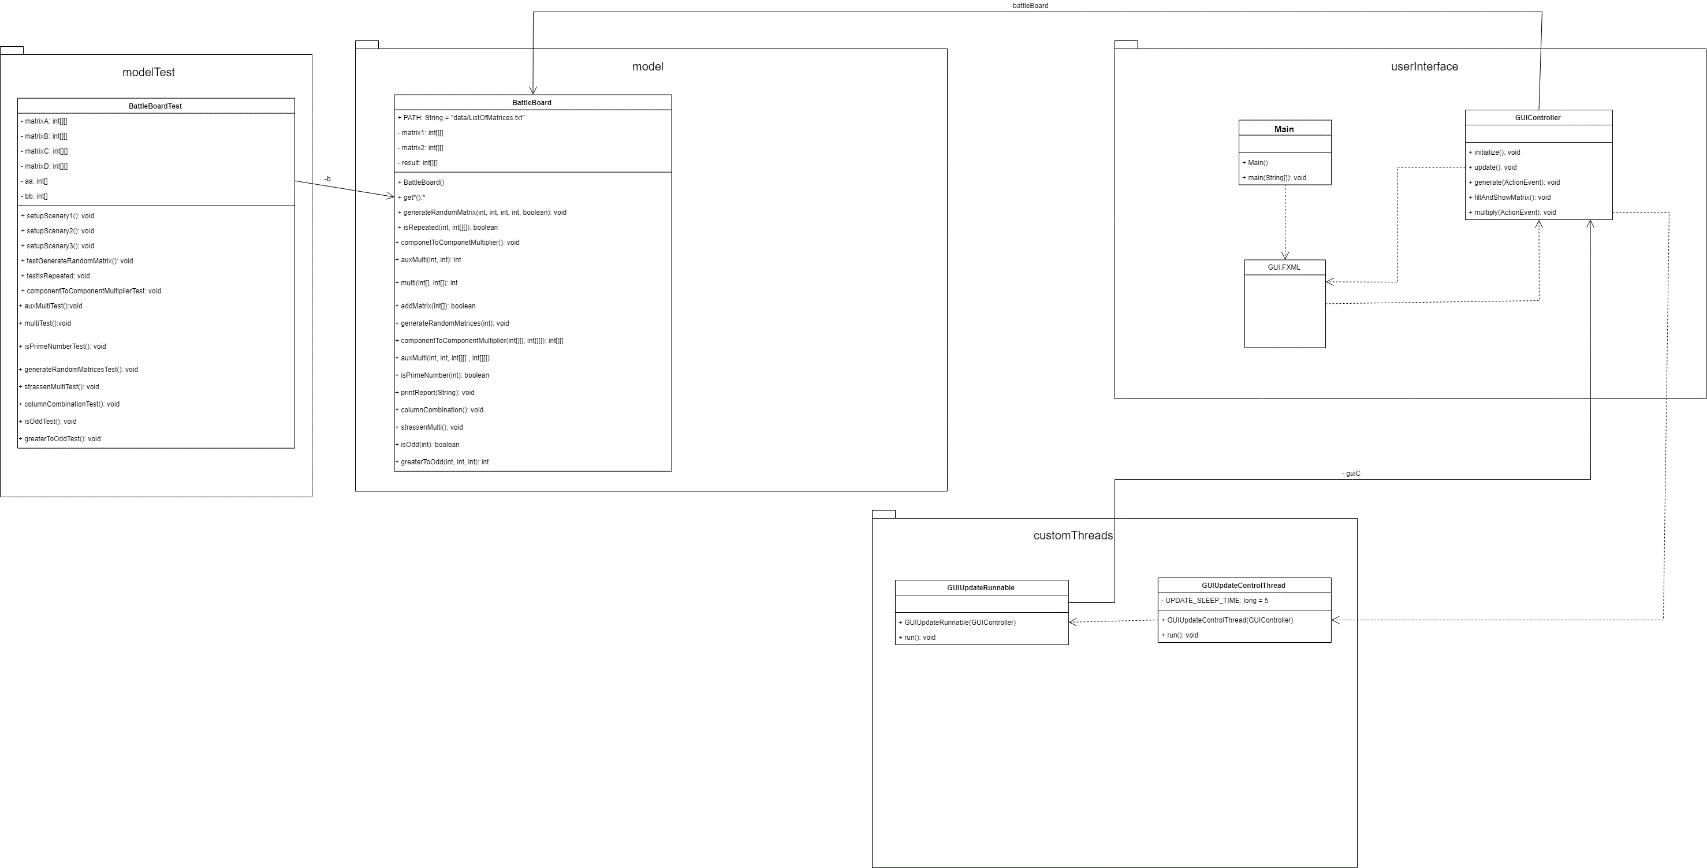 -battleBoard
modelTest
BattleBoardTest
- matrixA: int[][]
- matrixB: int[][]
- matrixC: int[][]
- matrixD: int[][]
- aa: int[]
- bb: int[]
+ setupScenary1(): void
+ setupScenary2(): void
+ setupScenary3(): void
+ testGenerateRandomMatrix(): void
+ testIsRepeated: void
+ componentToComponentMultiplierTest: void
+ auxMultiTest():void
+ multiTest():void
+ isPrimeNumberTest(): void
+ generateRandomMatricesTest(): void
+ strassenMultiTest(): void
+ columnCombinationTest(): void
+ isOddTest(): void
+ greaterToOddTest(): void
-b
model
BattleBoard
+ PATH: String = "data/ListOfMatrices.txt"
- matrix1: int[][]
- matrix2: int[][]
- result: int[][]
+ BattleBoard()
+ get*():*
+ generateRandomMatrix(int, int, int, int, boolean): void
+ isRepeated(int, int[][]): boolean
+ componetToComponetMultiplier(): void
+ auxMulti(int, int): int
+ multi(int[], int[]): int
+ addMatrix(int[]): boolean
+ generateRandomMatrices(int): void
+ componentToComponentMultiplier(int[][], int[][]): int[][]
+ auxMulti(int, int, int[][] , int[][])
+ isPrimeNumber(int): boolean
+ printReport(String): void
+ columnCombination(): void
+ strassenMulti(): void
+ isOdd(int): boolean
+ greaterToOdd(int, int, int): int
userInterface
Main
+ Main()
+ main(String[]): void
GUIController
+ initialize(): void
+ update(): void
+ generate(ActionEvent): void
+ fillAndShowMatrix(): void
+ multiply(ActionEvent): void
GUI.FXML
- guiC
customThreads
GUIUpdateRunnable
+ GUIUpdateRunnable(GUIController)
+ run(): void
GUIUpdateControlThread
- UPDATE_SLEEP_TIME: long = 5
+ GUIUpdateControlThread(GUIController)
+ run(): void